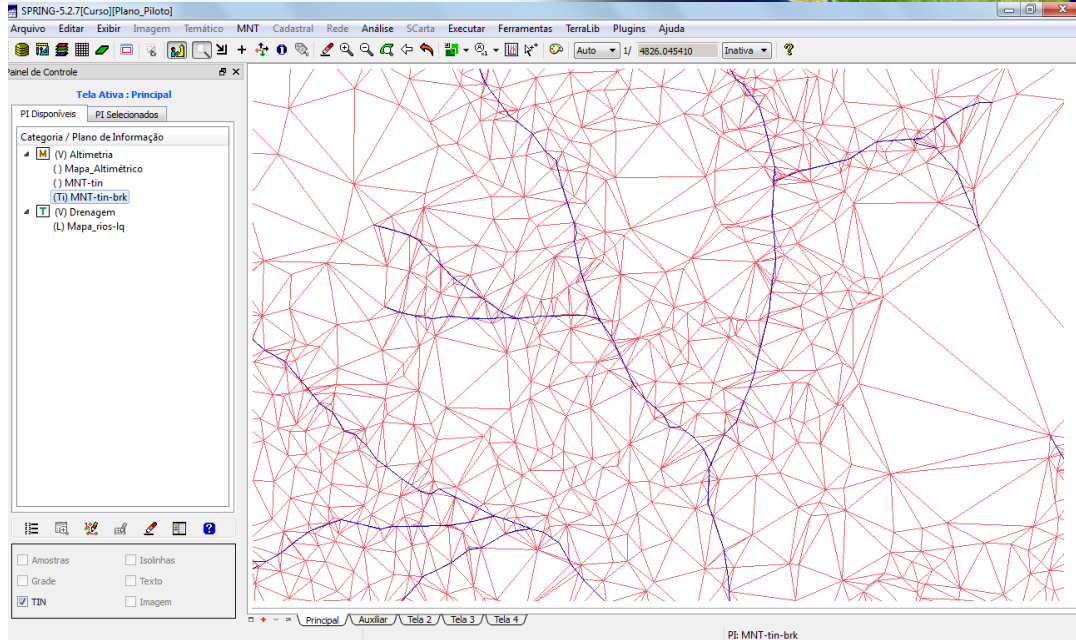 SPRING-5.2.7[Curso][Plano_Piloto]
Arquivo Editar Exibir Imagem Temático MNT Cadastral Rede Análise SCarta Executar Ferramentas TerraLib Plugins Ajuda
Auto 1/ 4826.045410 Inativa
Painel de Controle
Tela Ativa : Principal
PI Disponíveis PI Selecionados
Categoria / Plano de Informação
M (V) Altimetria
( ) Mapa_Altimétrico
( ) MNT-tin
(Ti) MNT-tin-brk
T (V) Drenagem
(L) Mapa_rios-lq
Amostras Isolinhas
Grade Texto
TIN Imagem
Principal Auxiliar Tela 2 Tela 3 Tela 4
PI: MNT-tin-brk